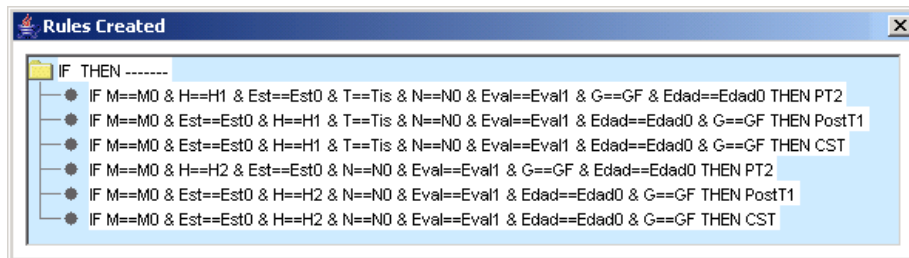 Rules Created
IF THEN -------
IF M==M0 & H==H1 & Est==Est0 & T==Tis & N==N0 & Eval==Eval1 & G==GF & Edad==Edad0 THEN PT2
IF M==M0 & Est==Est0 & H==H1 & T==Tis & N==N0 & Eval==Eval1 & Edad==Edad0 & G==GF THEN PostT1
IF M==M0 & Est==Est0 & H==H1 & T==Tis & N==N0 & Eval==Eval1 & Edad==Edad0 & G==GF THEN CST
IF M==M0 & H==H2 & Est==Est0 & N==N0 & Eval==Eval1 & G==GF & Edad==Edad0 THEN PT2
IF M==M0 & Est==Est0 & H==H2 & N==N0 & Eval==Eval1 & Edad==Edad0 & G==GF THEN PostT1
IF M==M0 & Est==Est0 & H==H2 & N==N0 & Eval==Eval1 & Edad==Edad0 & G==GF THEN CST